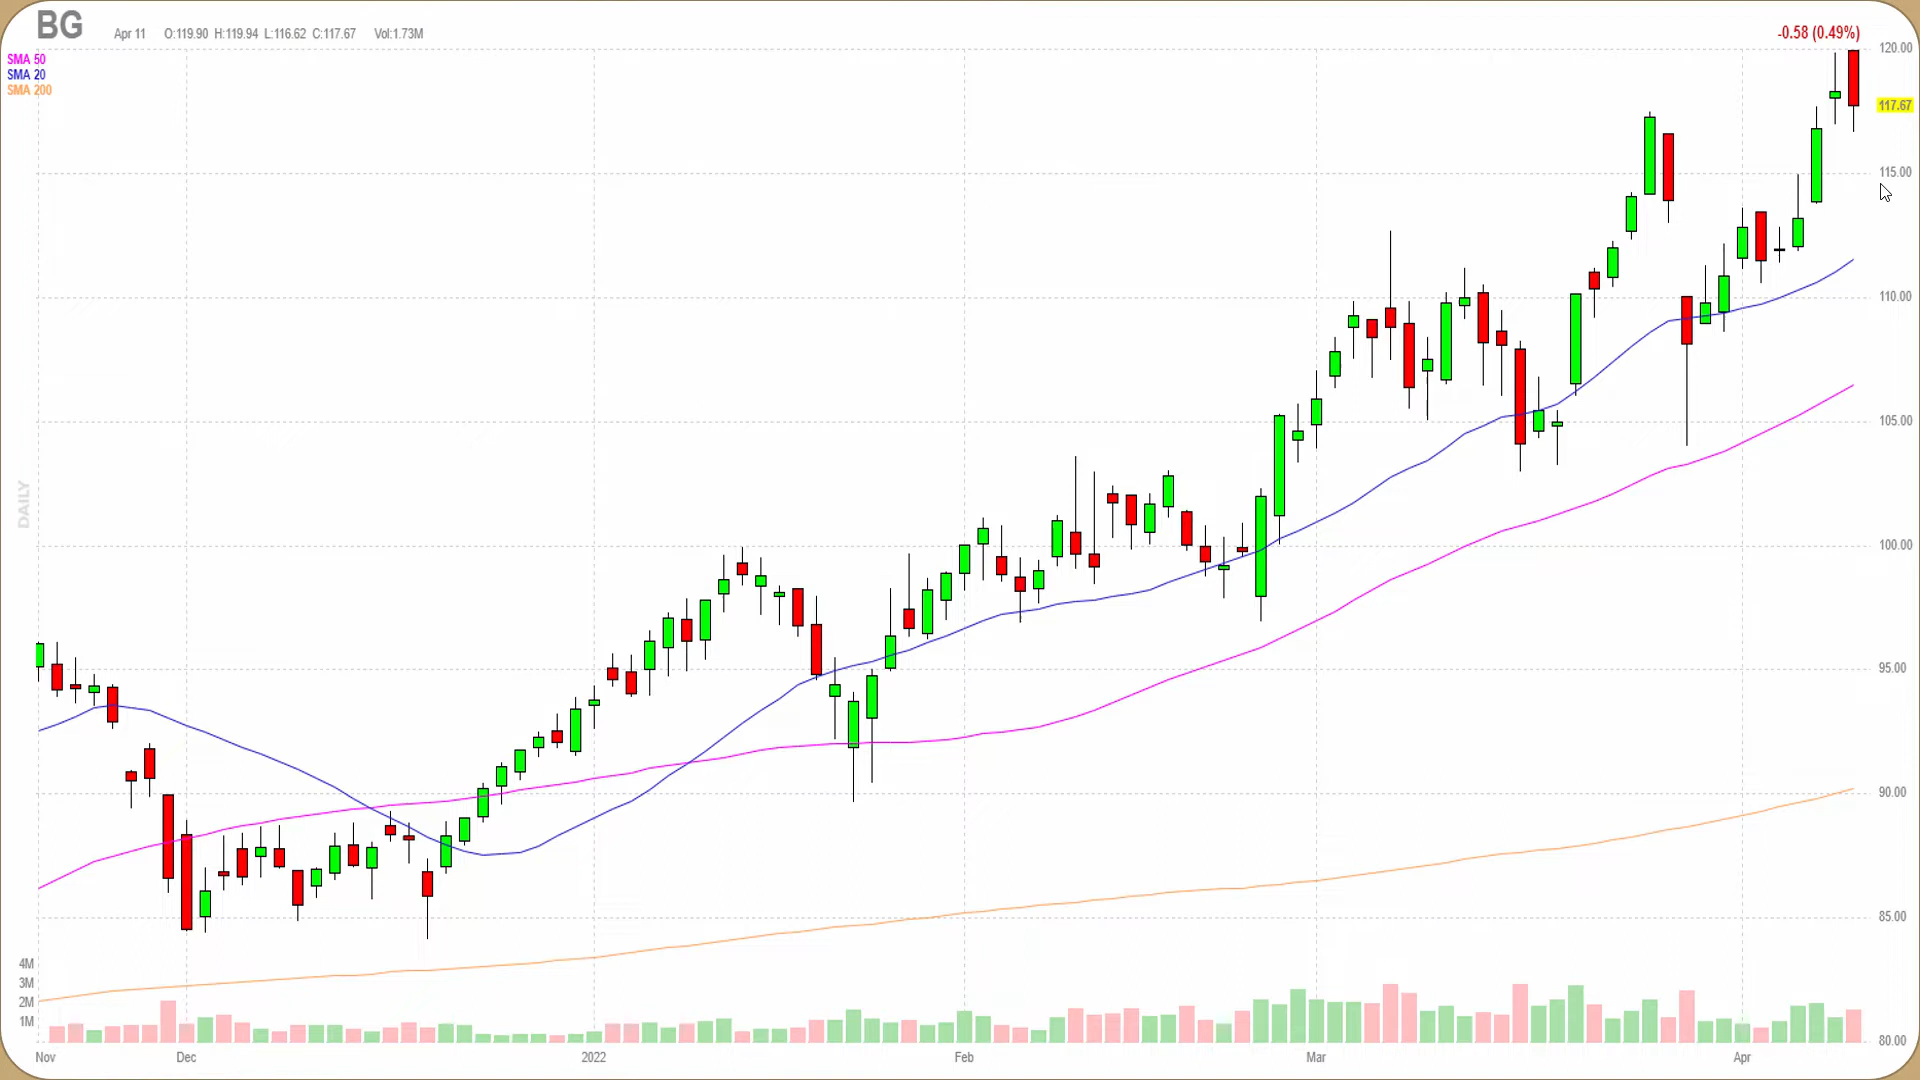 BG
Apr 11 O:119.90 H:119.94 L:116.62 C:117.67 Vol:1.73M
-0.58 (0.49%)
SMA 50
SMA 20
SMA 200
120.00
117.67
115.00
110.00
105.00
100.00
95.00
90.00
85.00
80.00
DAILY
4M
3M
2M
1M
Nov Dec 2022 Feb Mar Apr